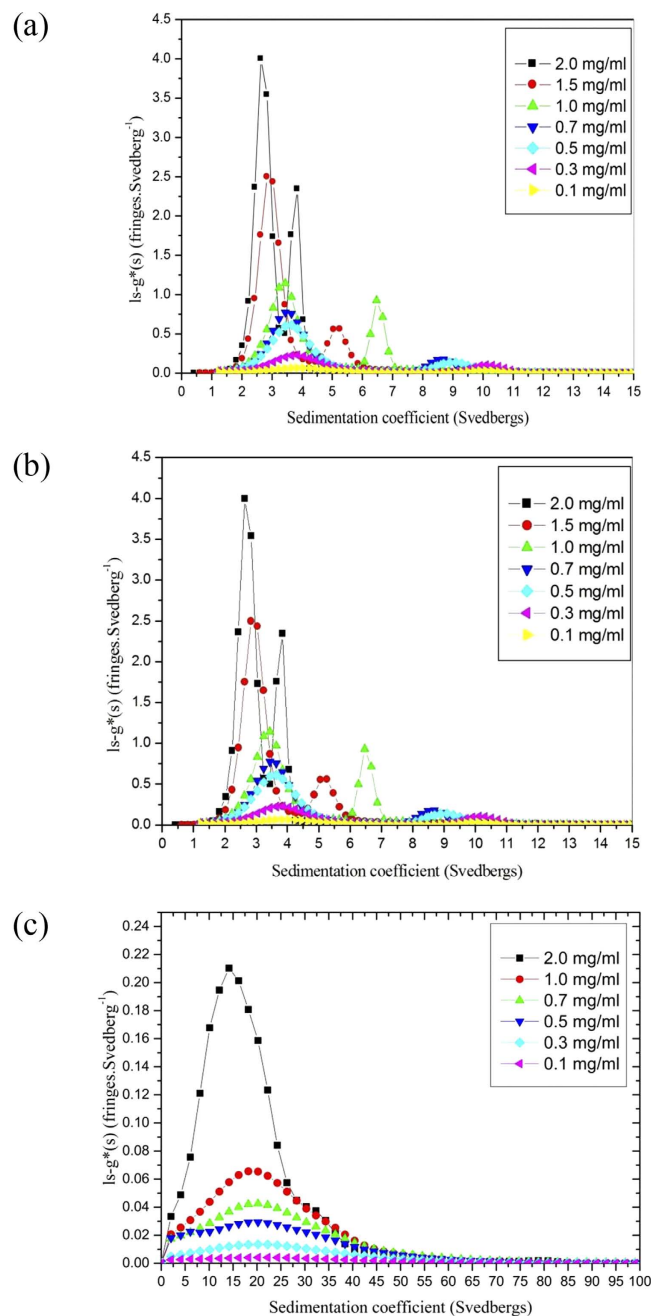 (a)
ls-g*(s) (fringes.Svedberg⁻¹)
4.5
4.0
3.5
3.0
2.5
2.0
1.5
1.0
0.5
0.0
2.0 mg/ml
1.5 mg/ml
1.0 mg/ml
0.7 mg/ml
0.5 mg/ml
0.3 mg/ml
0.1 mg/ml
0 1 2 3 4 5 6 7 8 9 10 11 12 13 14 15
Sedimentation coefficient (Svedbergs)
(b)
ls-g*(s) (fringes.Svedberg⁻¹)
4.5
4.0
3.5
3.0
2.5
2.0
1.5
1.0
0.5
0.0
2.0 mg/ml
1.5 mg/ml
1.0 mg/ml
0.7 mg/ml
0.5 mg/ml
0.3 mg/ml
0.1 mg/ml
0 1 2 3 4 5 6 7 8 9 10 11 12 13 14 15
Sedimentation coefficient (Svedbergs)
(c)
ls-g*(s) (fringes.Svedberg⁻¹)
0.24
0.22
0.20
0.18
0.16
0.14
0.12
0.10
0.08
0.06
0.04
0.02
0.00
2.0 mg/ml
1.0 mg/ml
0.7 mg/ml
0.5 mg/ml
0.3 mg/ml
0.1 mg/ml
0 5 10 15 20 25 30 35 40 45 50 55 60 65 70 75 80 85 90 95 100
Sedimentation coefficient (Svedbergs)